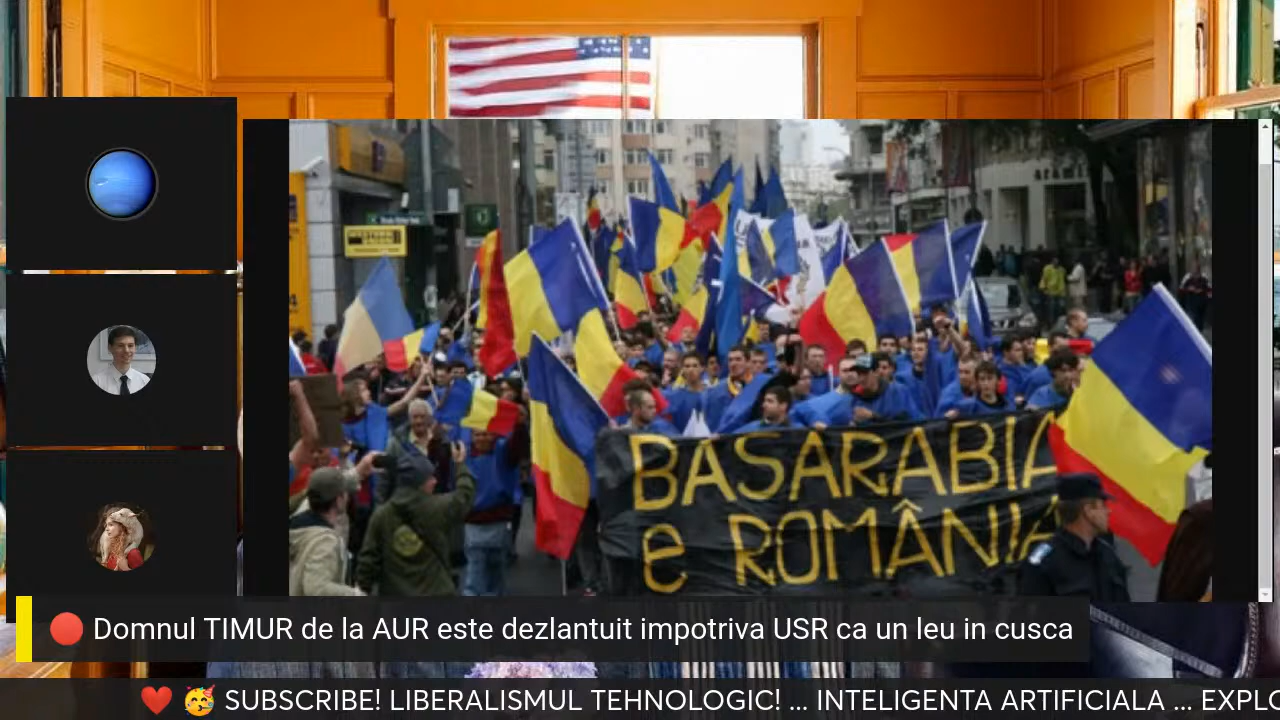 BASARABIA
e ROMÂNIA
🔴 Domnul TIMUR de la AUR este dezlantuit impotriva USR ca un leu in cusca
❤️ 🥳 SUBSCRIBE! LIBERALISMUL TEHNOLOGIC! ... INTELIGENTA ARTIFICIALA ... EXPLO